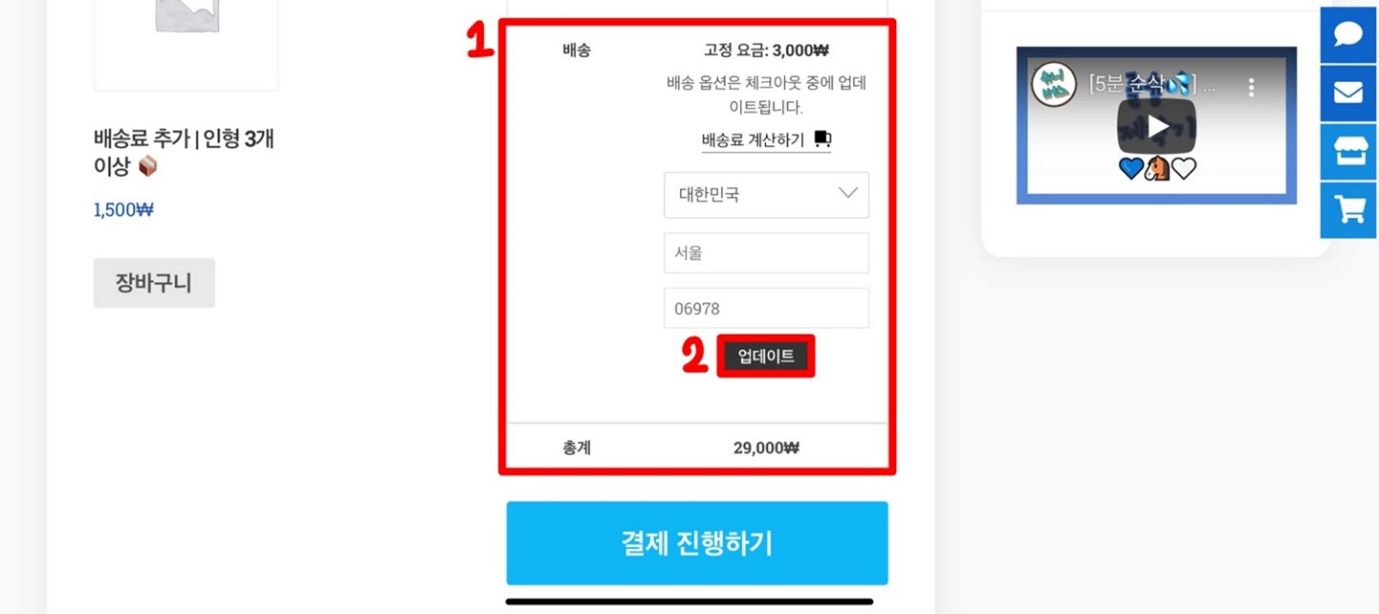 1
배송
고정 요금: 3,000₩
배송 옵션은 체크아웃 중에 업데
이트됩니다.
배송료 계산하기
대한민국
서울
06978
2
업데이트
총계
29,000₩
결제 진행하기
배송료 추가 | 인형 3개
이상
1,500₩
장바구니
[5분 순삭💦] ...